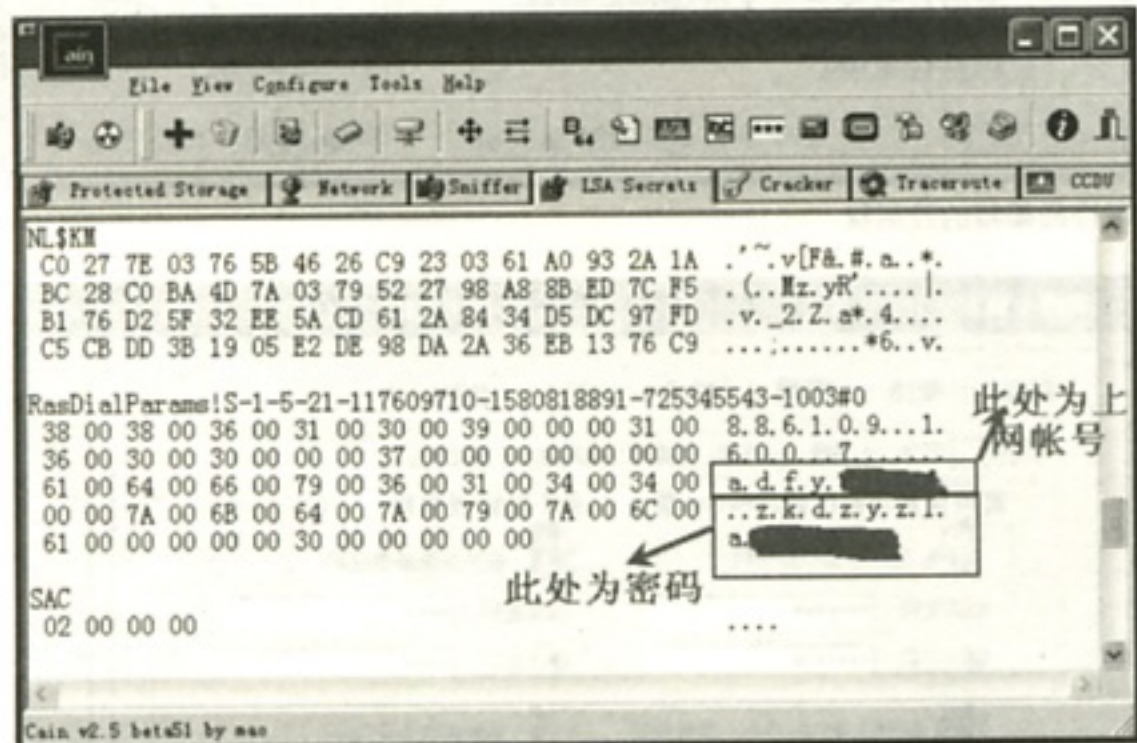 Cain
File View Configure Tools Help
Protected Storage Network Sniffer LSA Secrets Cracker Traceroute CCDU
NL$KM
C0 27 7E 03 76 5B 46 26 C9 23 03 61 A0 93 2A 1A .'~.v[F&.#.a..*.
BC 28 C0 BA 4D 7A 03 79 52 27 98 A8 8B ED 7C F5 .(..Mz.yR'....|.
B1 76 D2 5F 32 EE 5A CD 61 2A 84 34 D5 DC 97 FD .v._2.Z.a*.4....
C5 CB DD 3B 19 05 E2 DE 98 DA 2A 36 EB 13 76 C9 ...;......*6..v.
RasDialParams!S-1-5-21-117609710-1580818891-725345543-1003#0
38 00 38 00 36 00 31 00 30 00 39 00 00 00 31 00 8.8.6.1.0.9...1.
36 00 30 00 30 00 00 00 37 00 00 00 00 00 00 00 6.0.0...7.......
61 00 64 00 66 00 79 00 36 00 31 00 34 00 34 00 a.d.f.y.
00 00 7A 00 6B 00 64 00 7A 00 79 00 7A 00 6C 00 ..z.k.d.z.y.z.l.
61 00 00 00 00 00 30 00 00 00 00 00 a.
此处为上
网帐号
此处为密码
SAC
02 00 00 00 ....
Cain v2.5 beta51 by mao